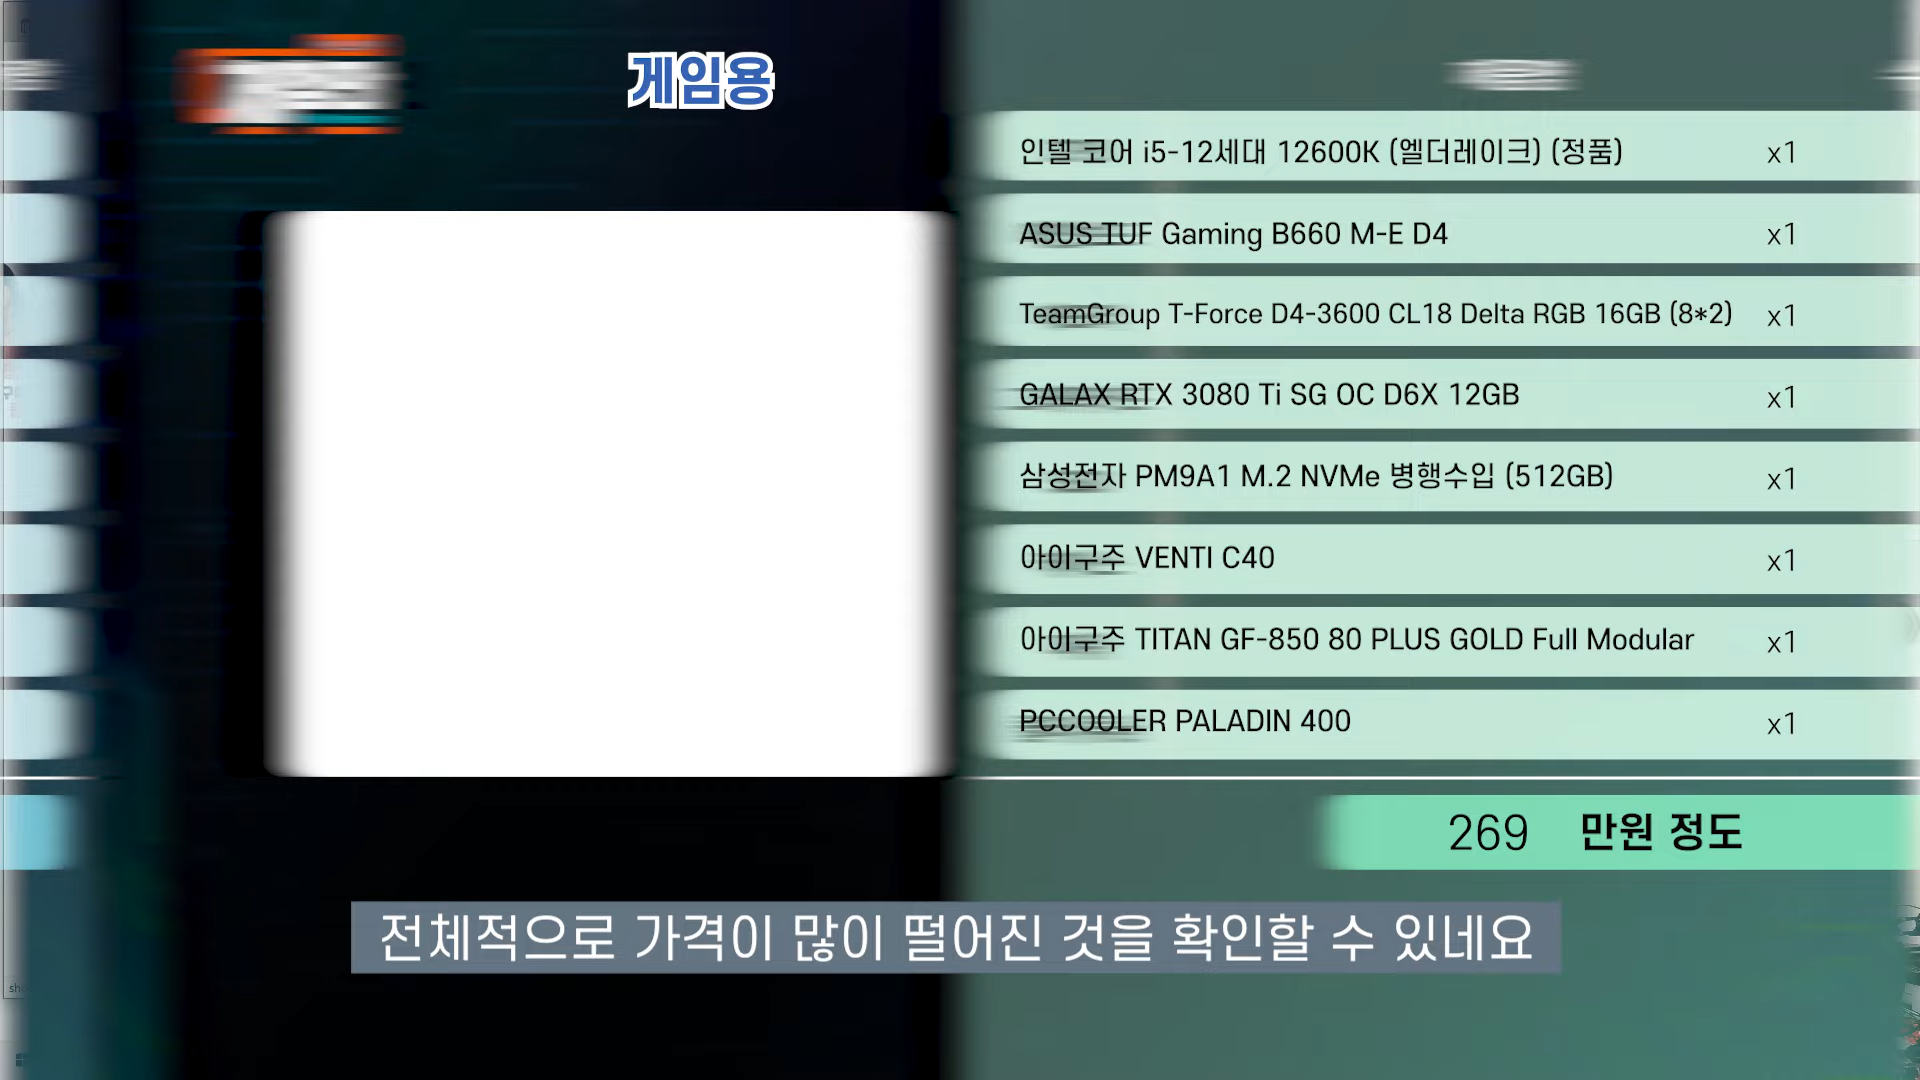 게임용
인텔 코어 i5-12세대 12600K (엘더레이크) (정품) x1
ASUS TUF Gaming B660 M-E D4 x1
TeamGroup T-Force D4-3600 CL18 Delta RGB 16GB (8*2) x1
GALAX RTX 3080 Ti SG OC D6X 12GB x1
삼성전자 PM9A1 M.2 NVMe 병행수입 (512GB) x1
아이구주 VENTI C40 x1
아이구주 TITAN GF-850 80 PLUS GOLD Full Modular x1
PCCOOLER PALADIN 400 x1
269 만원 정도
전체적으로 가격이 많이 떨어진 것을 확인할 수 있네요